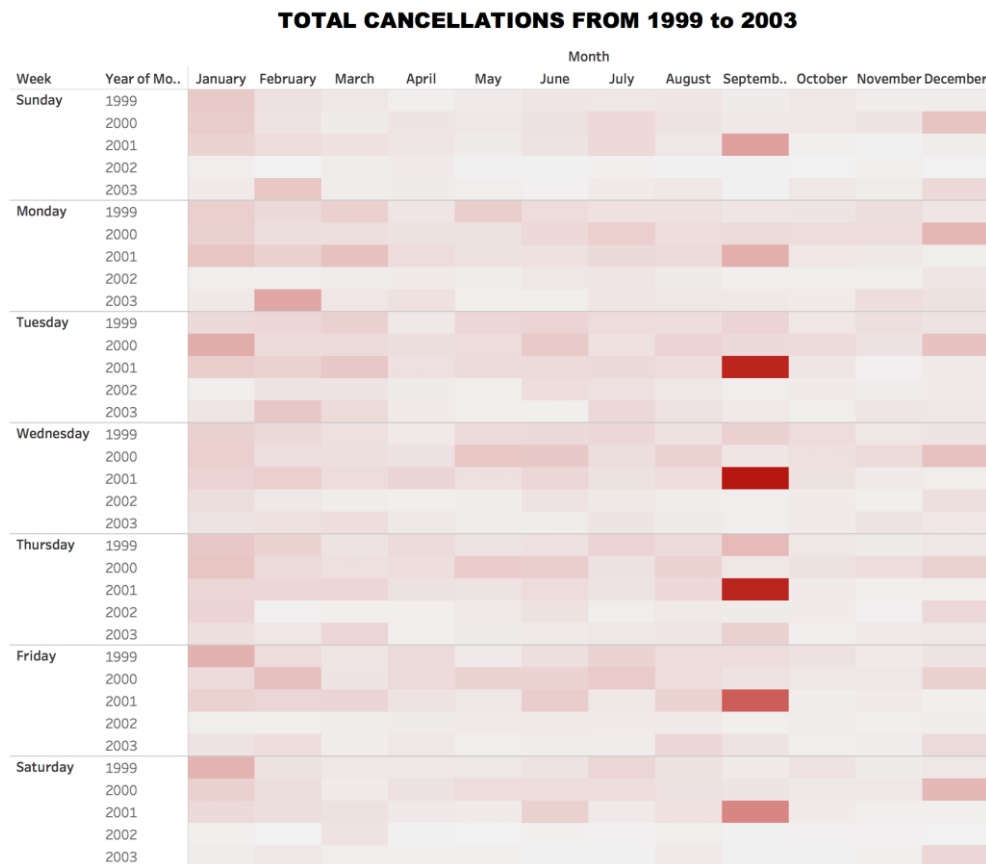 TOTAL CANCELLATIONS FROM 1999 to 2003
Month
Week Year of Mo.. January February March April May June July August Septemb.. October November December
Sunday 1999
2000
2001
2002
2003
Monday 1999
2000
2001
2002
2003
Tuesday 1999
2000
2001
2002
2003
Wednesday 1999
2000
2001
2002
2003
Thursday 1999
2000
2001
2002
2003
Friday 1999
2000
2001
2002
2003
Saturday 1999
2000
2001
2002
2003